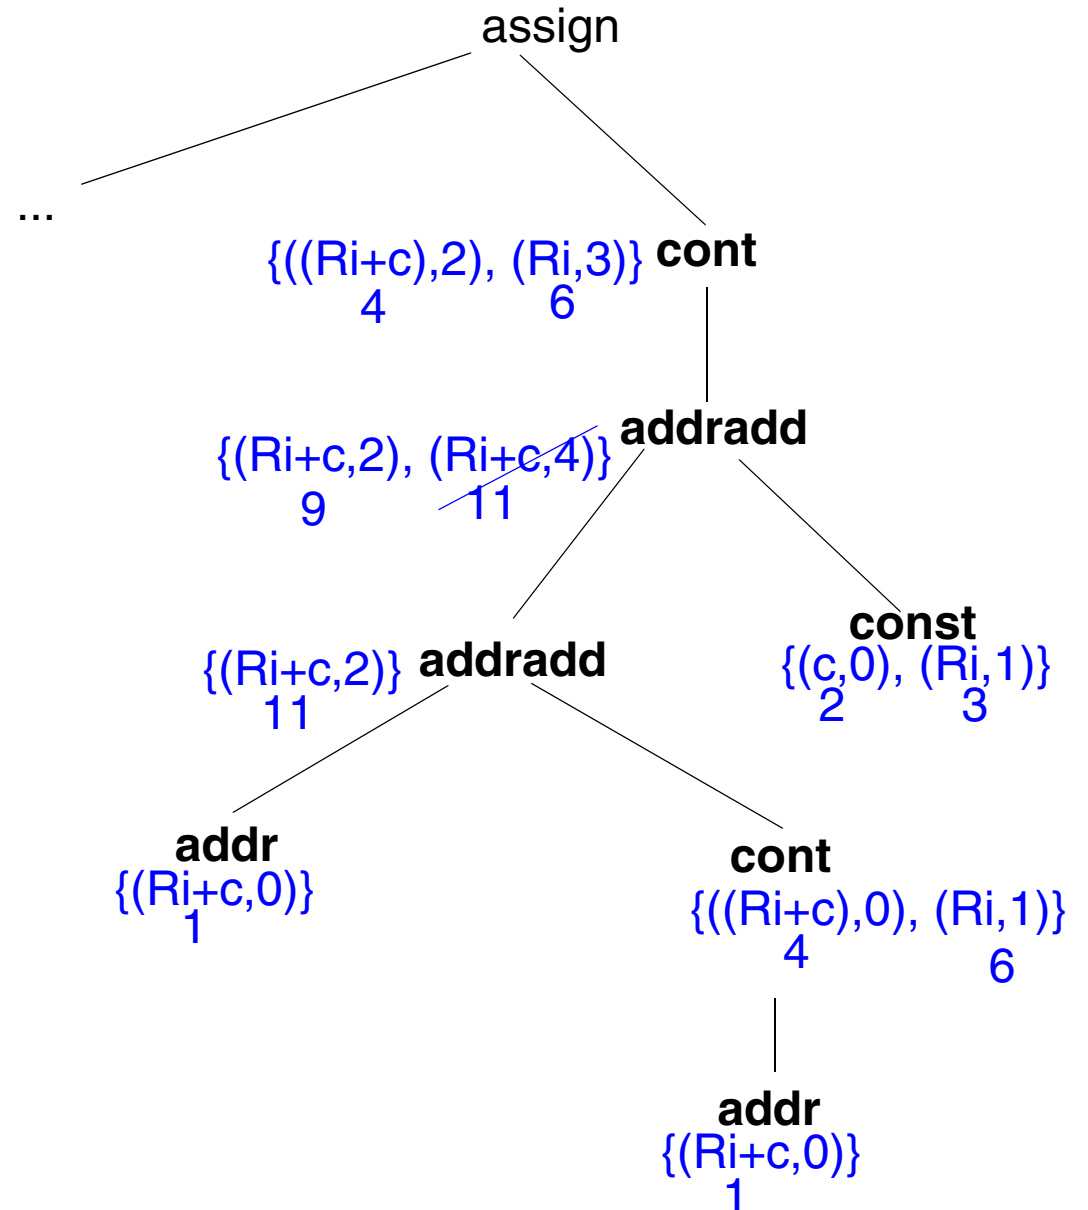 assign
...
{((Ri+c),2), (Ri,3)} cont
4 6
{(Ri+c,2), (Ri+c,4)} addradd
9 11
{(Ri+c,2)} addradd
11
const
{(c,0), (Ri,1)}
2 3
addr
{(Ri+c,0)}
1
cont
{((Ri+c),0), (Ri,1)}
4 6
addr
{(Ri+c,0)}
1